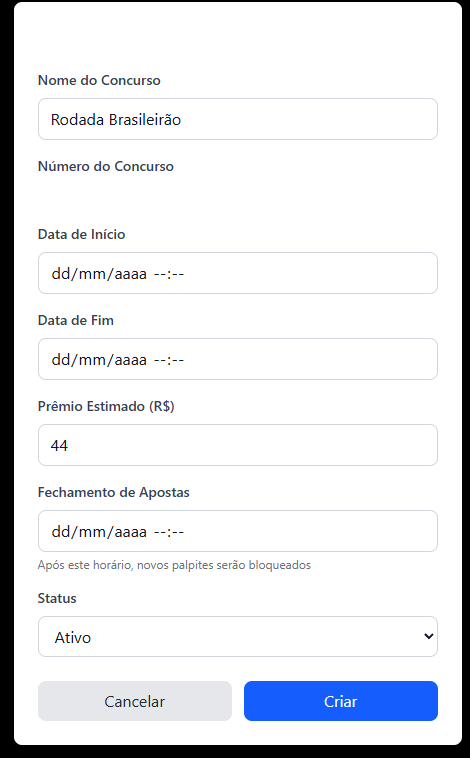 Nome do Concurso
Rodada Brasileirão
Número do Concurso
Data de Início
dd/mm/aaaa --:--
Data de Fim
dd/mm/aaaa --:--
Prêmio Estimado (R$)
44
Fechamento de Apostas
dd/mm/aaaa --:--
Após este horário, novos palpites serão bloqueados
Status
Ativo
Cancelar
Criar